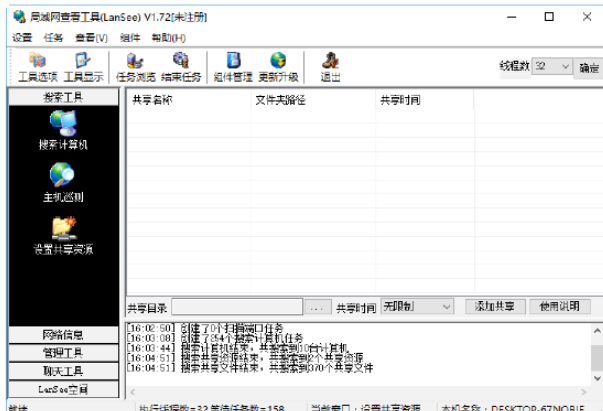 局域网查看工具(LanSee) V1.72[未注册]
设置 任务 查看(V) 组件 帮助(H)
工具选项 工具显示 任务浏览 结束任务 组件管理 更新升级 退出 线程数 32 确定
搜索工具
搜索计算机
主机巡测
设置共享资源
网络信息
管理工具
聊天工具
LanSee空间
共享名称 文件夹路径 共享时间
共享目录 ... 共享时间 无限制 添加共享 使用说明
[16:02:50] 创建了0个扫描端口任务
[16:03:08] 创建了254个搜索计算机任务
[16:03:44] 搜索计算机结束，共搜索到10台计算机
[16:04:51] 搜索共享资源结束，共搜索到2个共享资源
[16:04:51] 搜索共享文件结束，共搜索到370个共享文件
就绪 执行线程数=32 等待任务数=158 当前窗口：设置共享资源 本机名称：DESKTOP-67NQBJF